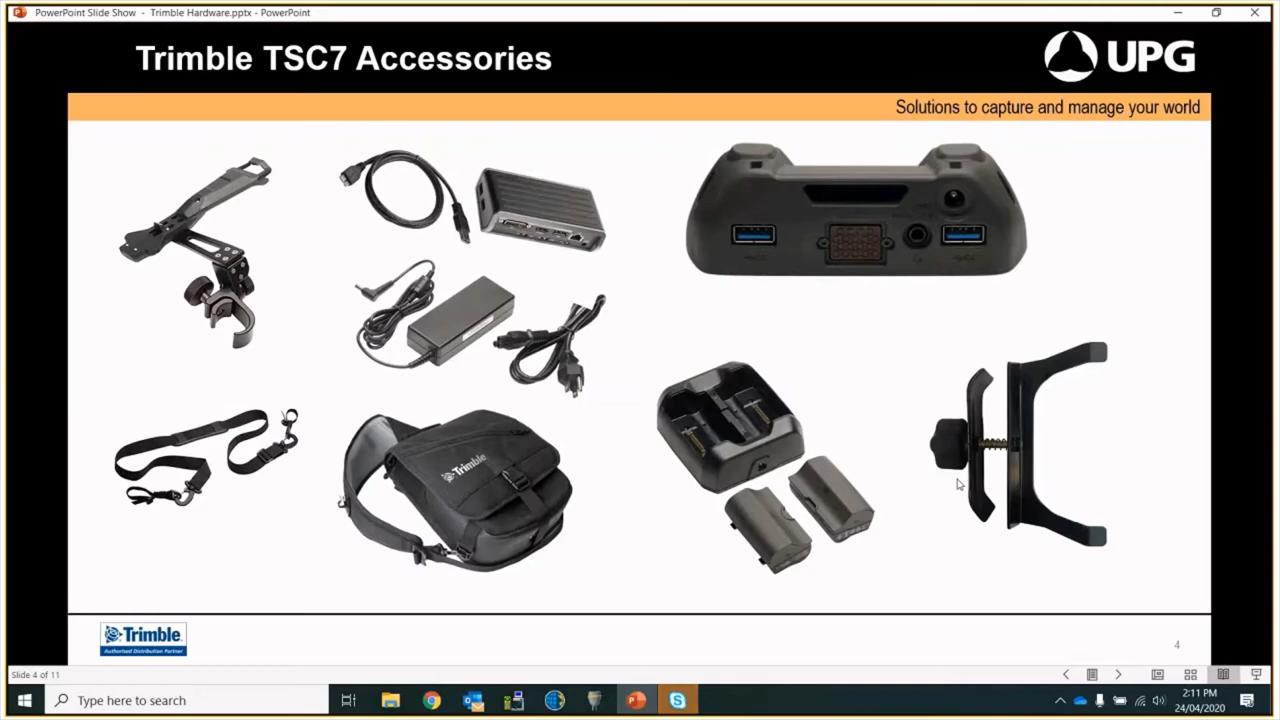 PowerPoint Slide Show - Trimble Hardware.pptx - PowerPoint
Trimble TSC7 Accessories
UPG
Solutions to capture and manage your world
Trimble
Trimble
Authorised Distribution Partner
4
Slide 4 of 11
Type here to search
2:11 PM
24/04/2020